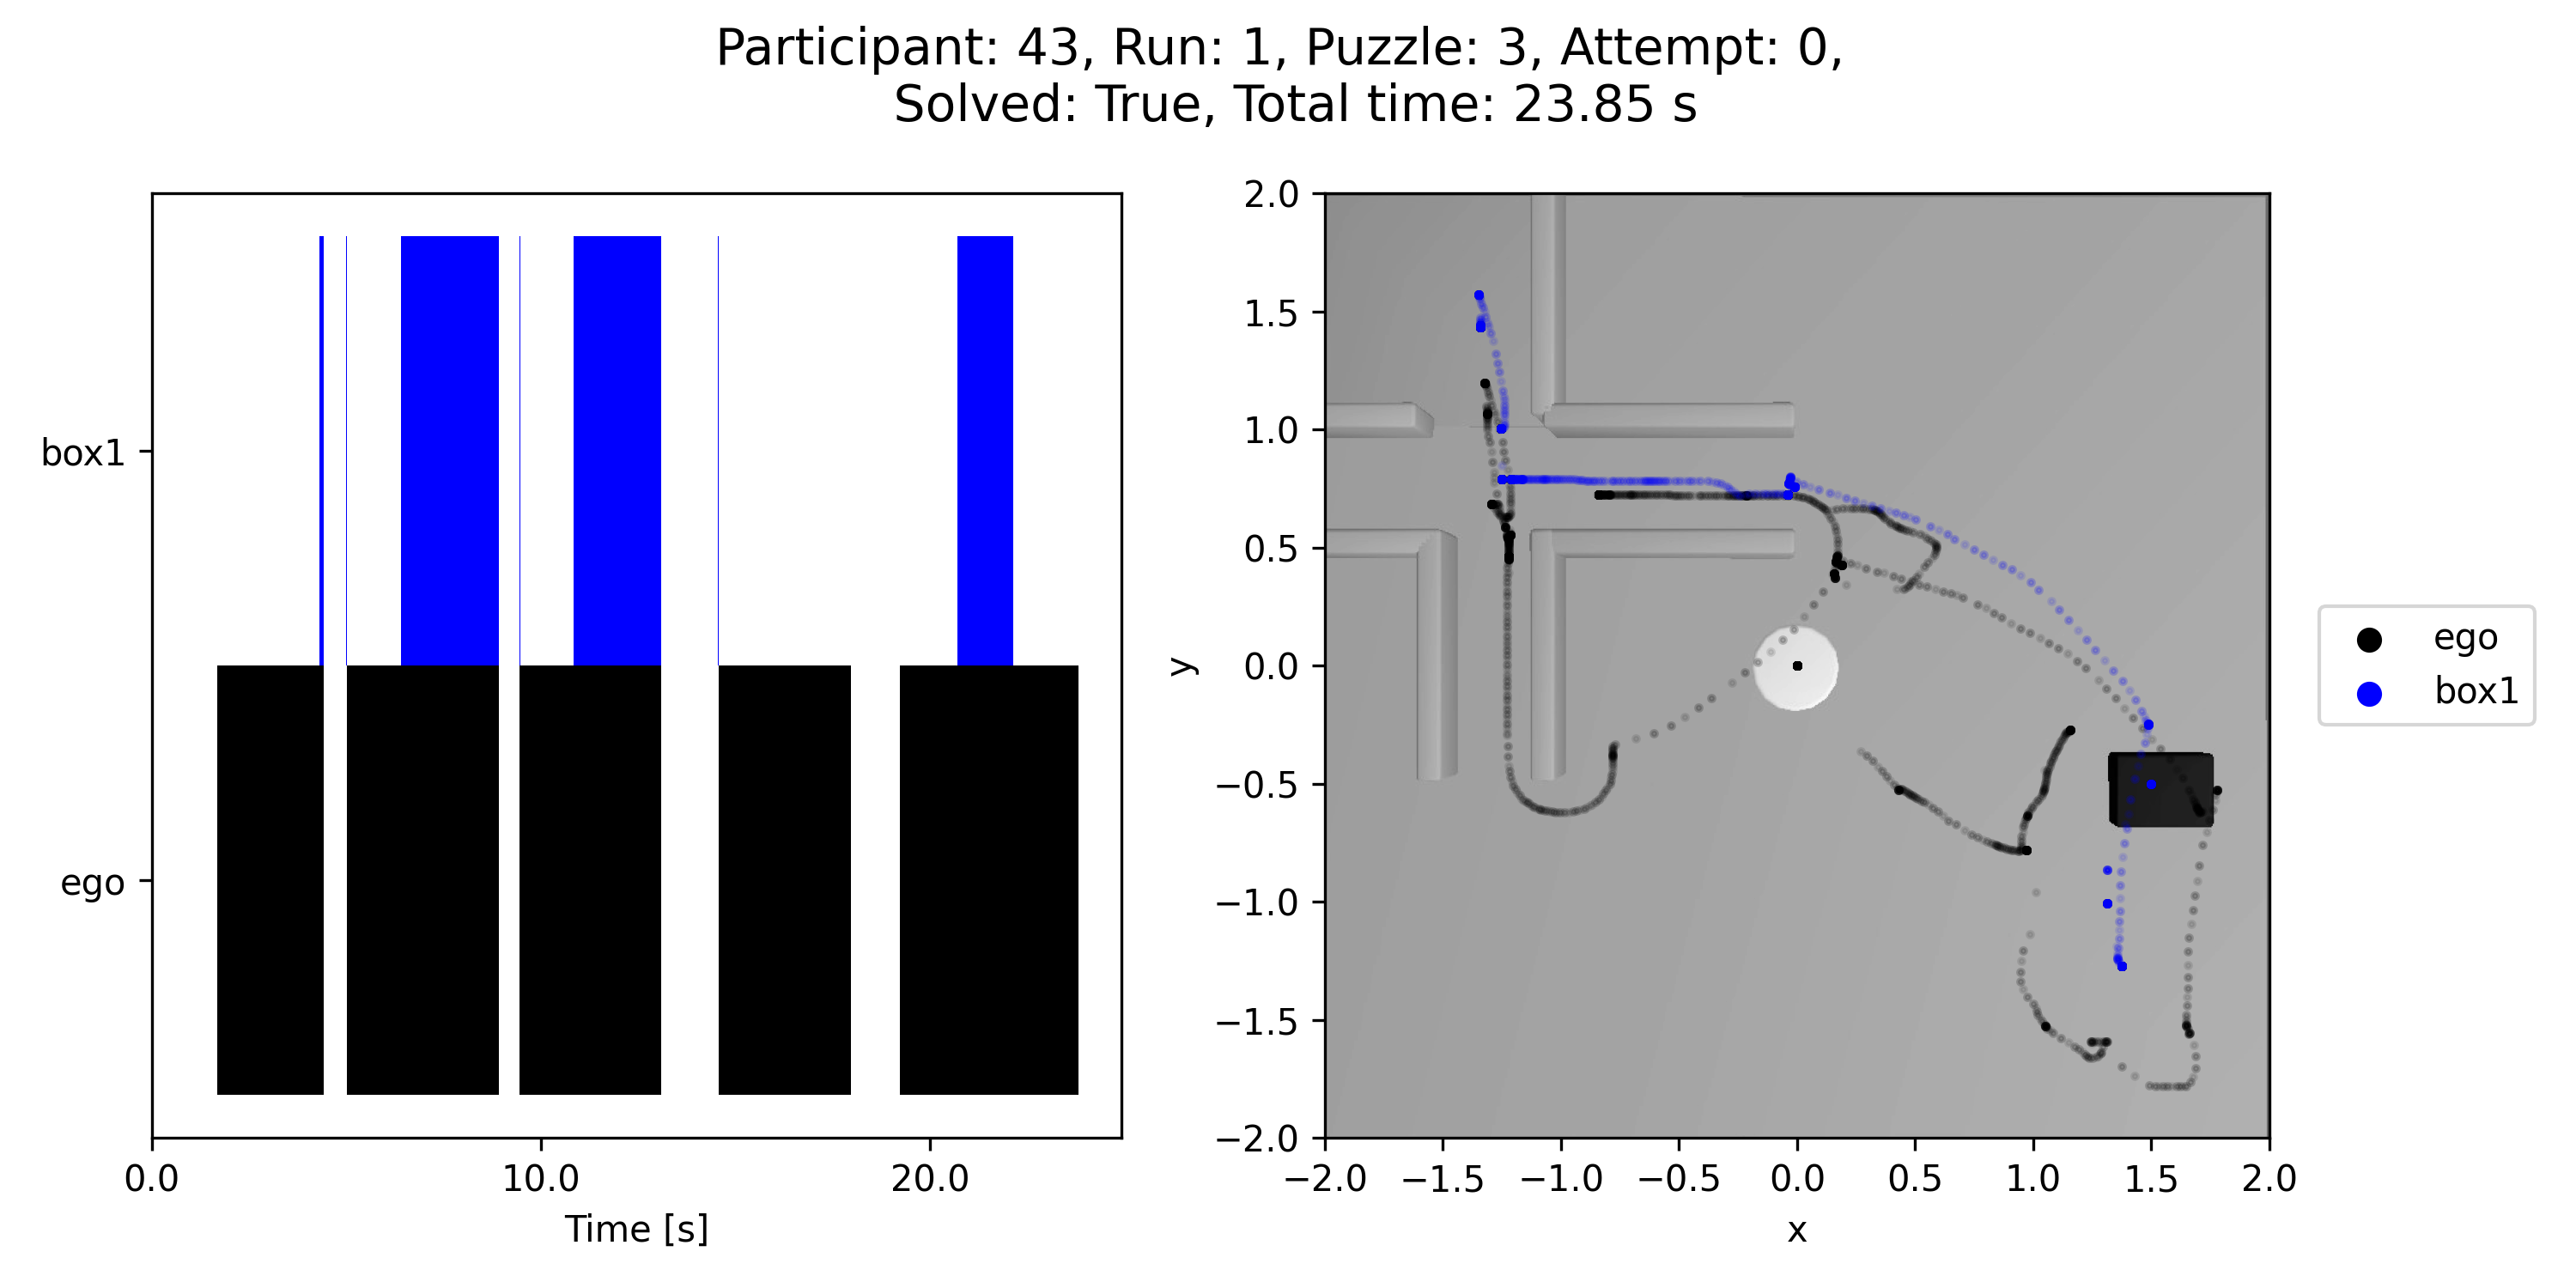 Participant: 43, Run: 1, Puzzle: 3, Attempt: 0,
Solved: True, Total time: 23.85 s
box1
ego
0.0 10.0 20.0
Time [s]
2.0
1.5
1.0
0.5
0.0
−0.5
−1.0
−1.5
−2.0
y
−2.0 −1.5 −1.0 −0.5 0.0 0.5 1.0 1.5 2.0
x
ego
box1